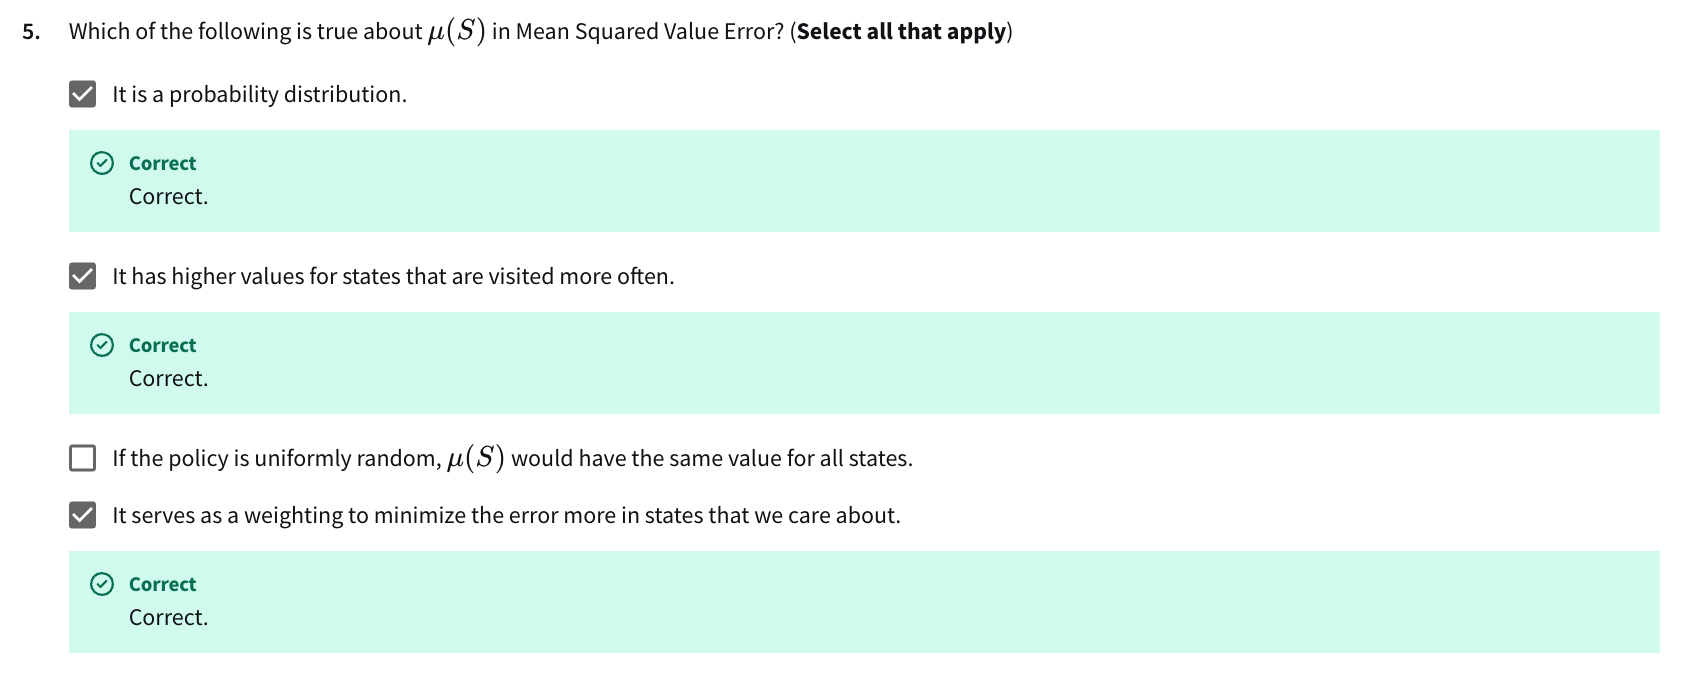 5. Which of the following is true about μ(S) in Mean Squared Value Error? (Select all that apply)
It is a probability distribution.
Correct
Correct.
It has higher values for states that are visited more often.
Correct
Correct.
If the policy is uniformly random, μ(S) would have the same value for all states.
It serves as a weighting to minimize the error more in states that we care about.
Correct
Correct.